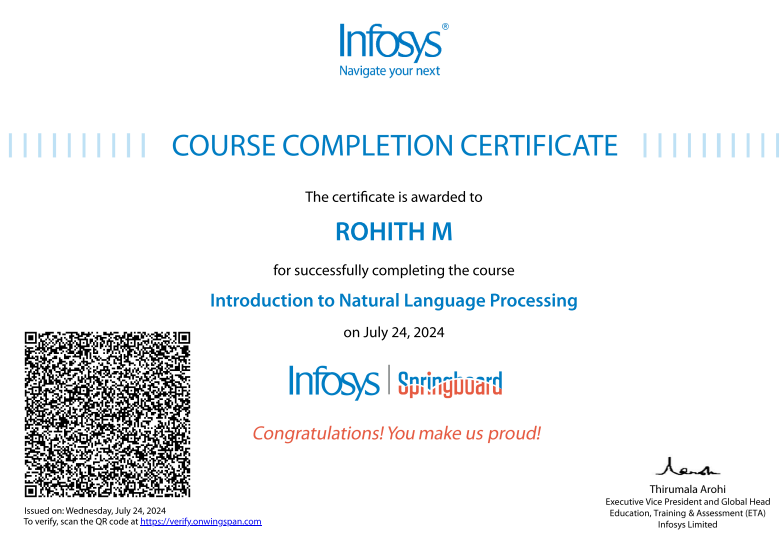 Infosys®
Navigate your next
COURSE COMPLETION CERTIFICATE
The certificate is awarded to
ROHITH M
for successfully completing the course
Introduction to Natural Language Processing
on July 24, 2024
Infosys | Springboard
Congratulations! You make us proud!
Issued on: Wednesday, July 24, 2024
To verify, scan the QR code at https://verify.onwingspan.com
Thirumala Arohi
Executive Vice President and Global Head
Education, Training & Assessment (ETA)
Infosys Limited